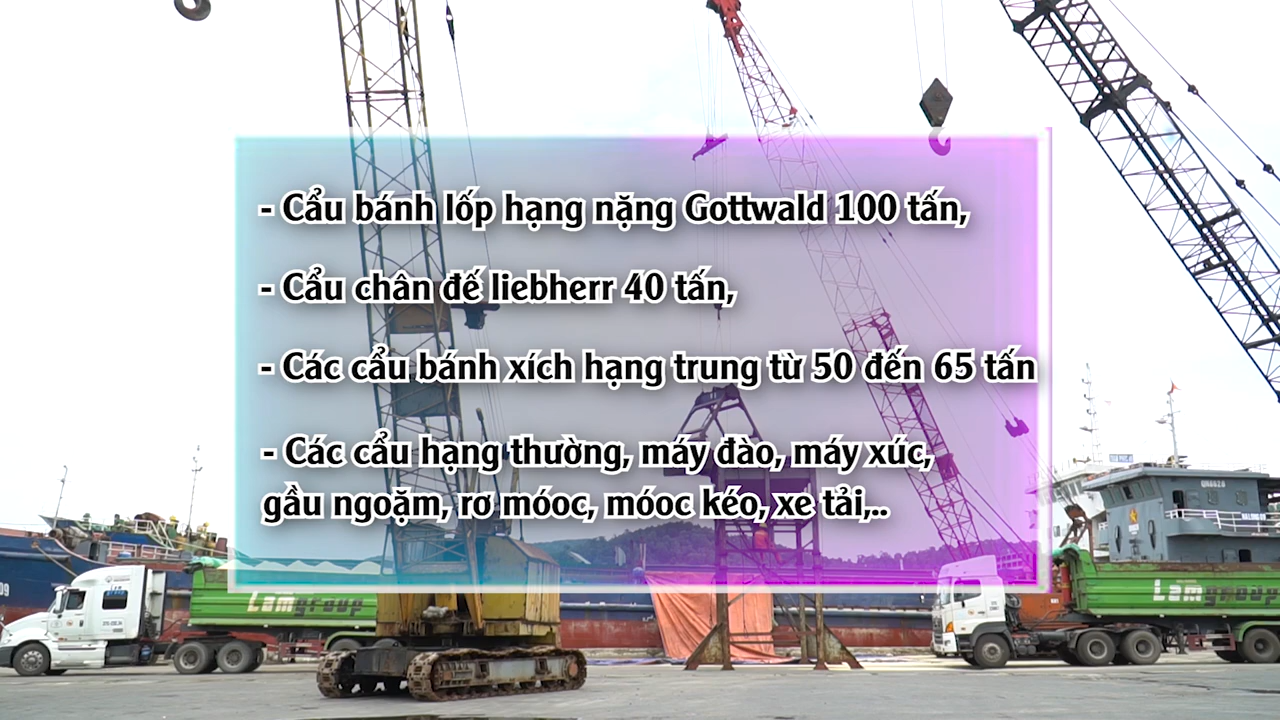 - Cẩu bánh lốp hạng nặng Gottwald 100 tấn,
- Cẩu chân đế liebherr 40 tấn,
- Các cẩu bánh xích hạng trung từ 50 đến 65 tấn
- Các cẩu hạng thường, máy đào, máy xúc,
gầu ngoặm, rơ móoc, móoc kéo, xe tải,..
QN6628
Lamgroup
Lamgroup